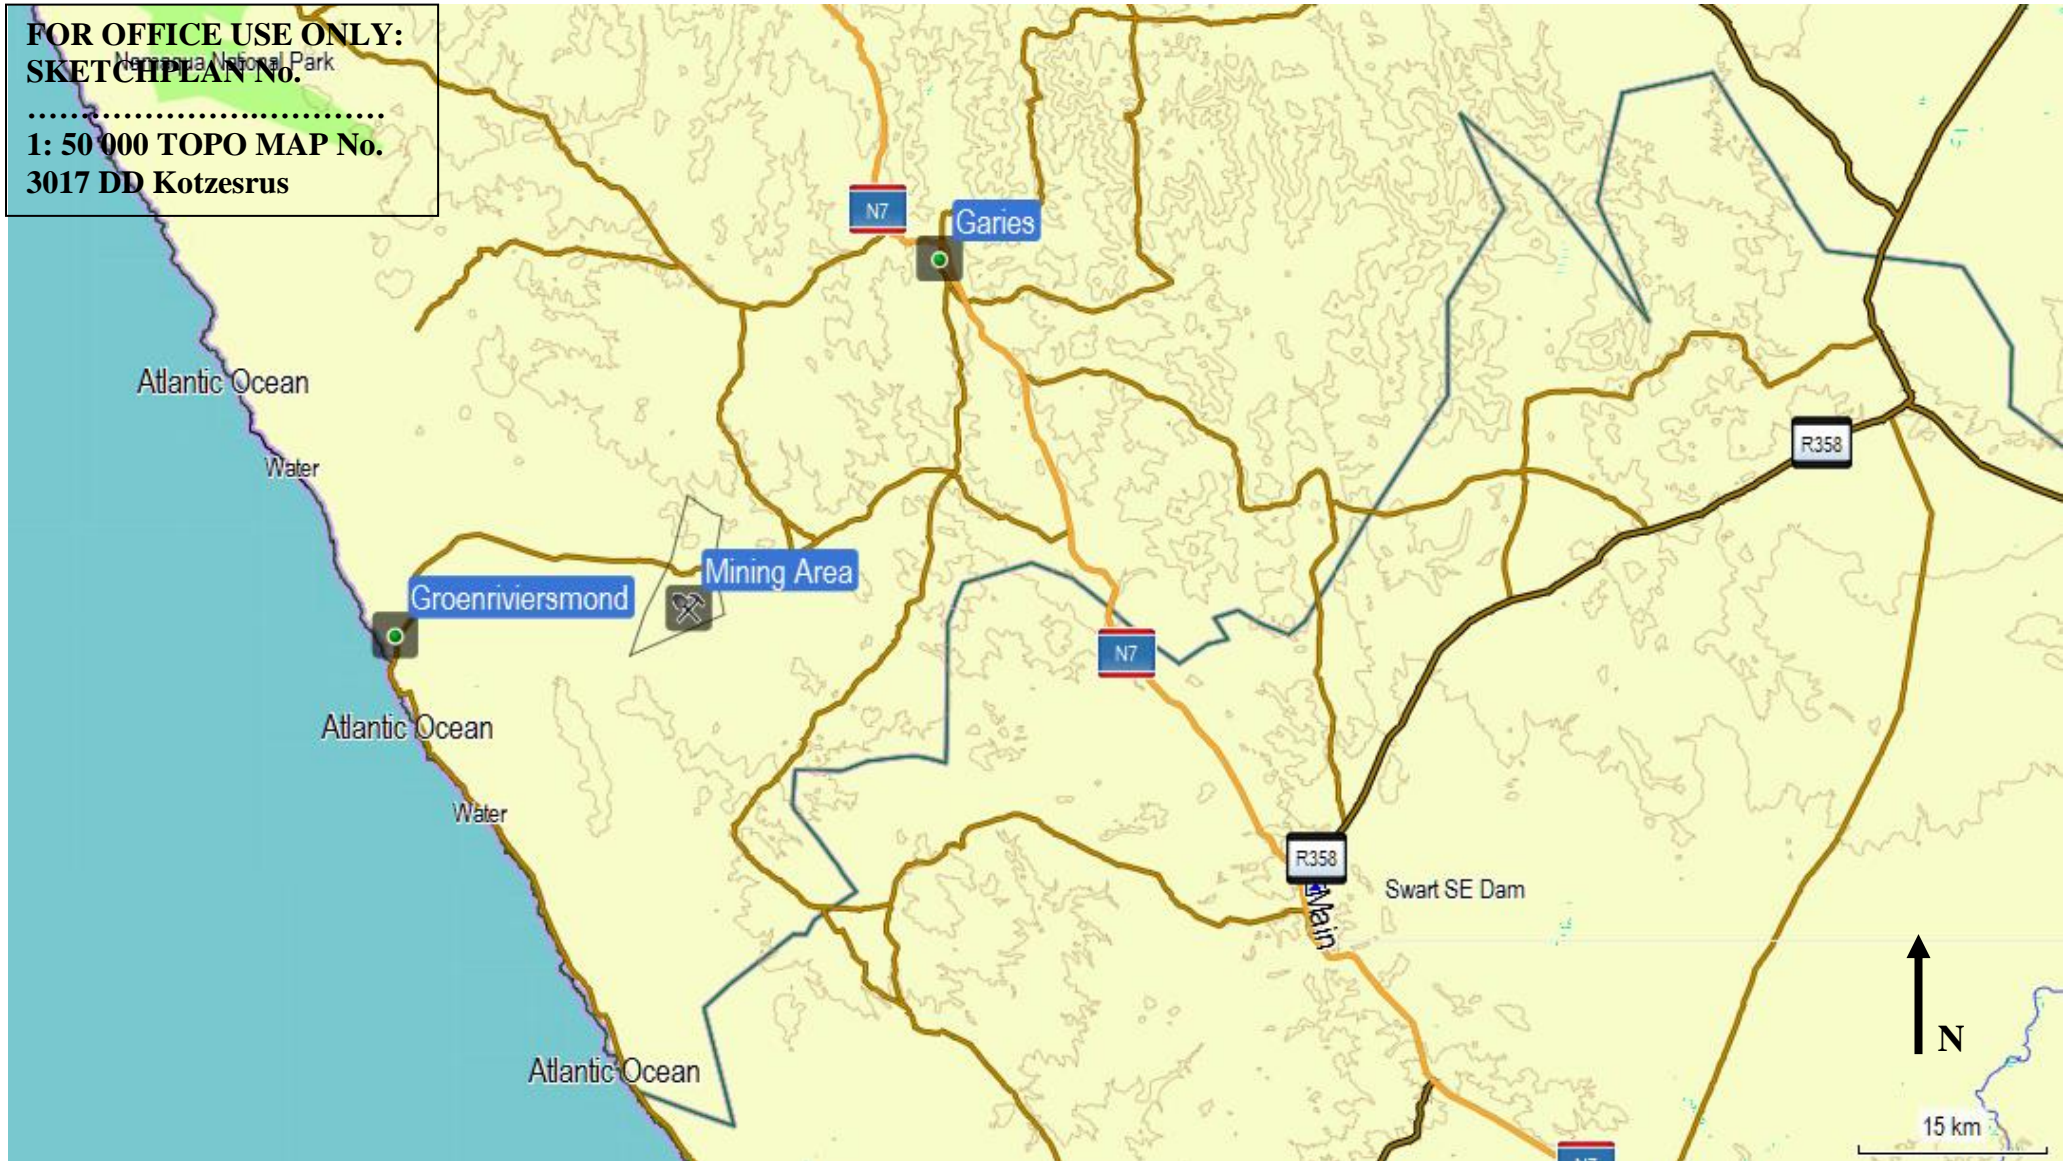 FOR OFFICE USE ONLY:
Namaqua National Park
SKETCHPLAN No.
………………….…………
1: 50 000 TOPO MAP No.
3017 DD Kotzesrus
N7
Garies
Atlantic Ocean
R358
Water
Mining Area
Groenriviersmond
N7
Atlantic Ocean
Water
R358
Swart SE Dam
Main
N
Atlantic Ocean
15 km
N7